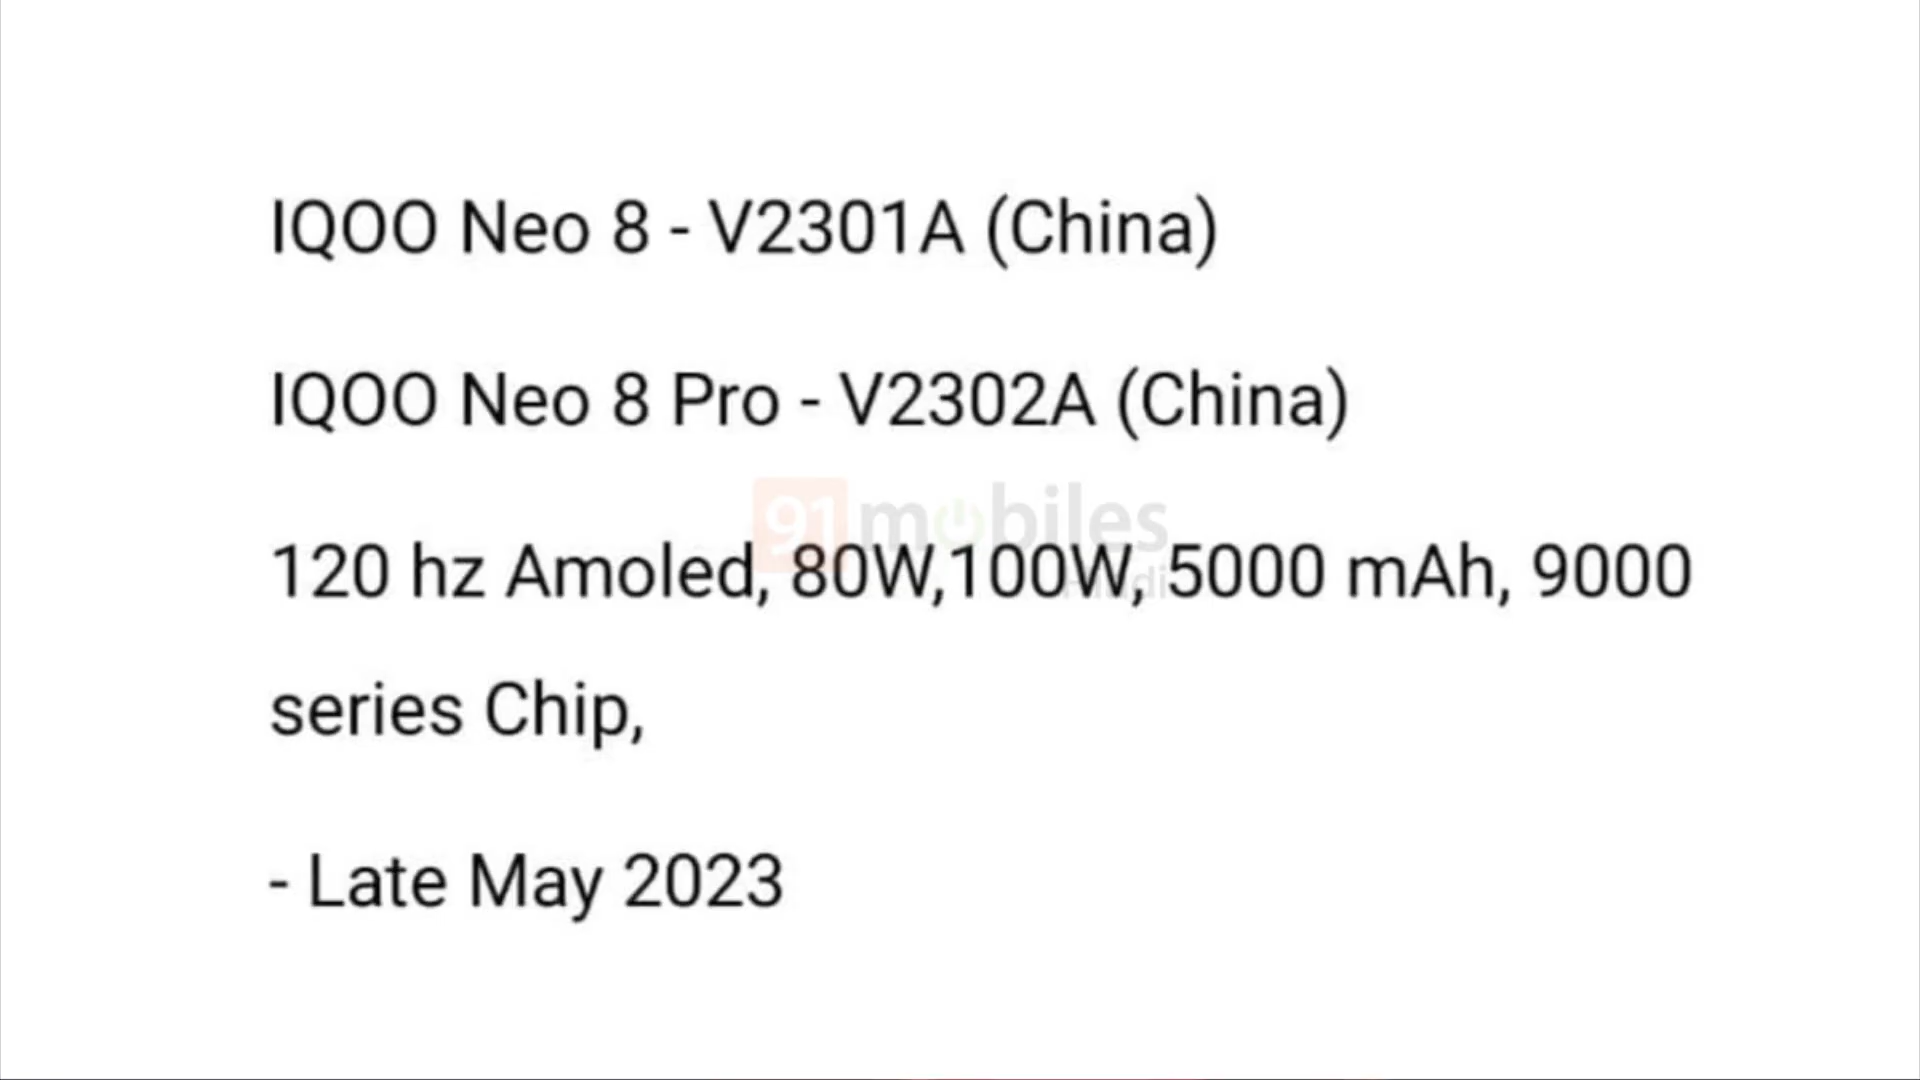 IQOO Neo 8 - V2301A (China)
IQOO Neo 8 Pro - V2302A (China)
91mobiles
Hindi
120 hz Amoled, 80W,100W, 5000 mAh, 9000
series Chip,
- Late May 2023